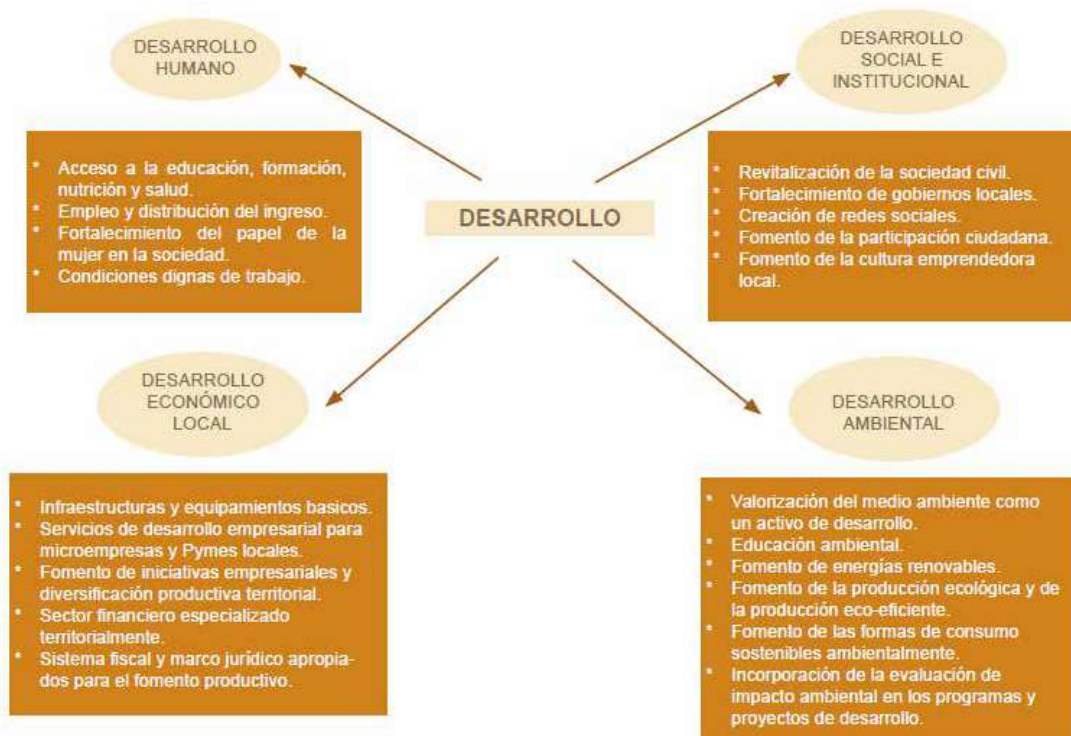 DESARROLLO
HUMANO
* Acceso a la educación, formación,
nutrición y salud.
* Empleo y distribución del ingreso.
* Fortalecimiento del papel de la
mujer en la sociedad.
* Condiciones dignas de trabajo.
DESARROLLO
SOCIAL E
INSTITUCIONAL
* Revitalización de la sociedad civil.
* Fortalecimiento de gobiernos locales.
* Creación de redes sociales.
* Fomento de la participación ciudadana.
* Fomento de la cultura emprendedora
local.
DESARROLLO
DESARROLLO
ECONÓMICO
LOCAL
* Infraestructuras y equipamientos basicos.
* Servicios de desarrollo empresarial para
microempresas y Pymes locales.
* Fomento de iniciativas empresariales y
diversificación productiva territorial.
* Sector financiero especializado
territorialmente.
* Sistema fiscal y marco jurídico apropia-
dos para el fomento productivo.
DESARROLLO
AMBIENTAL
* Valorización del medio ambiente como
un activo de desarrollo.
* Educación ambiental.
* Fomento de energías renovables.
* Fomento de la producción ecológica y de
la producción eco-eficiente.
* Fomento de las formas de consumo
sostenibles ambientalmente.
* Incorporación de la evaluación de
impacto ambiental en los programas y
proyectos de desarrollo.